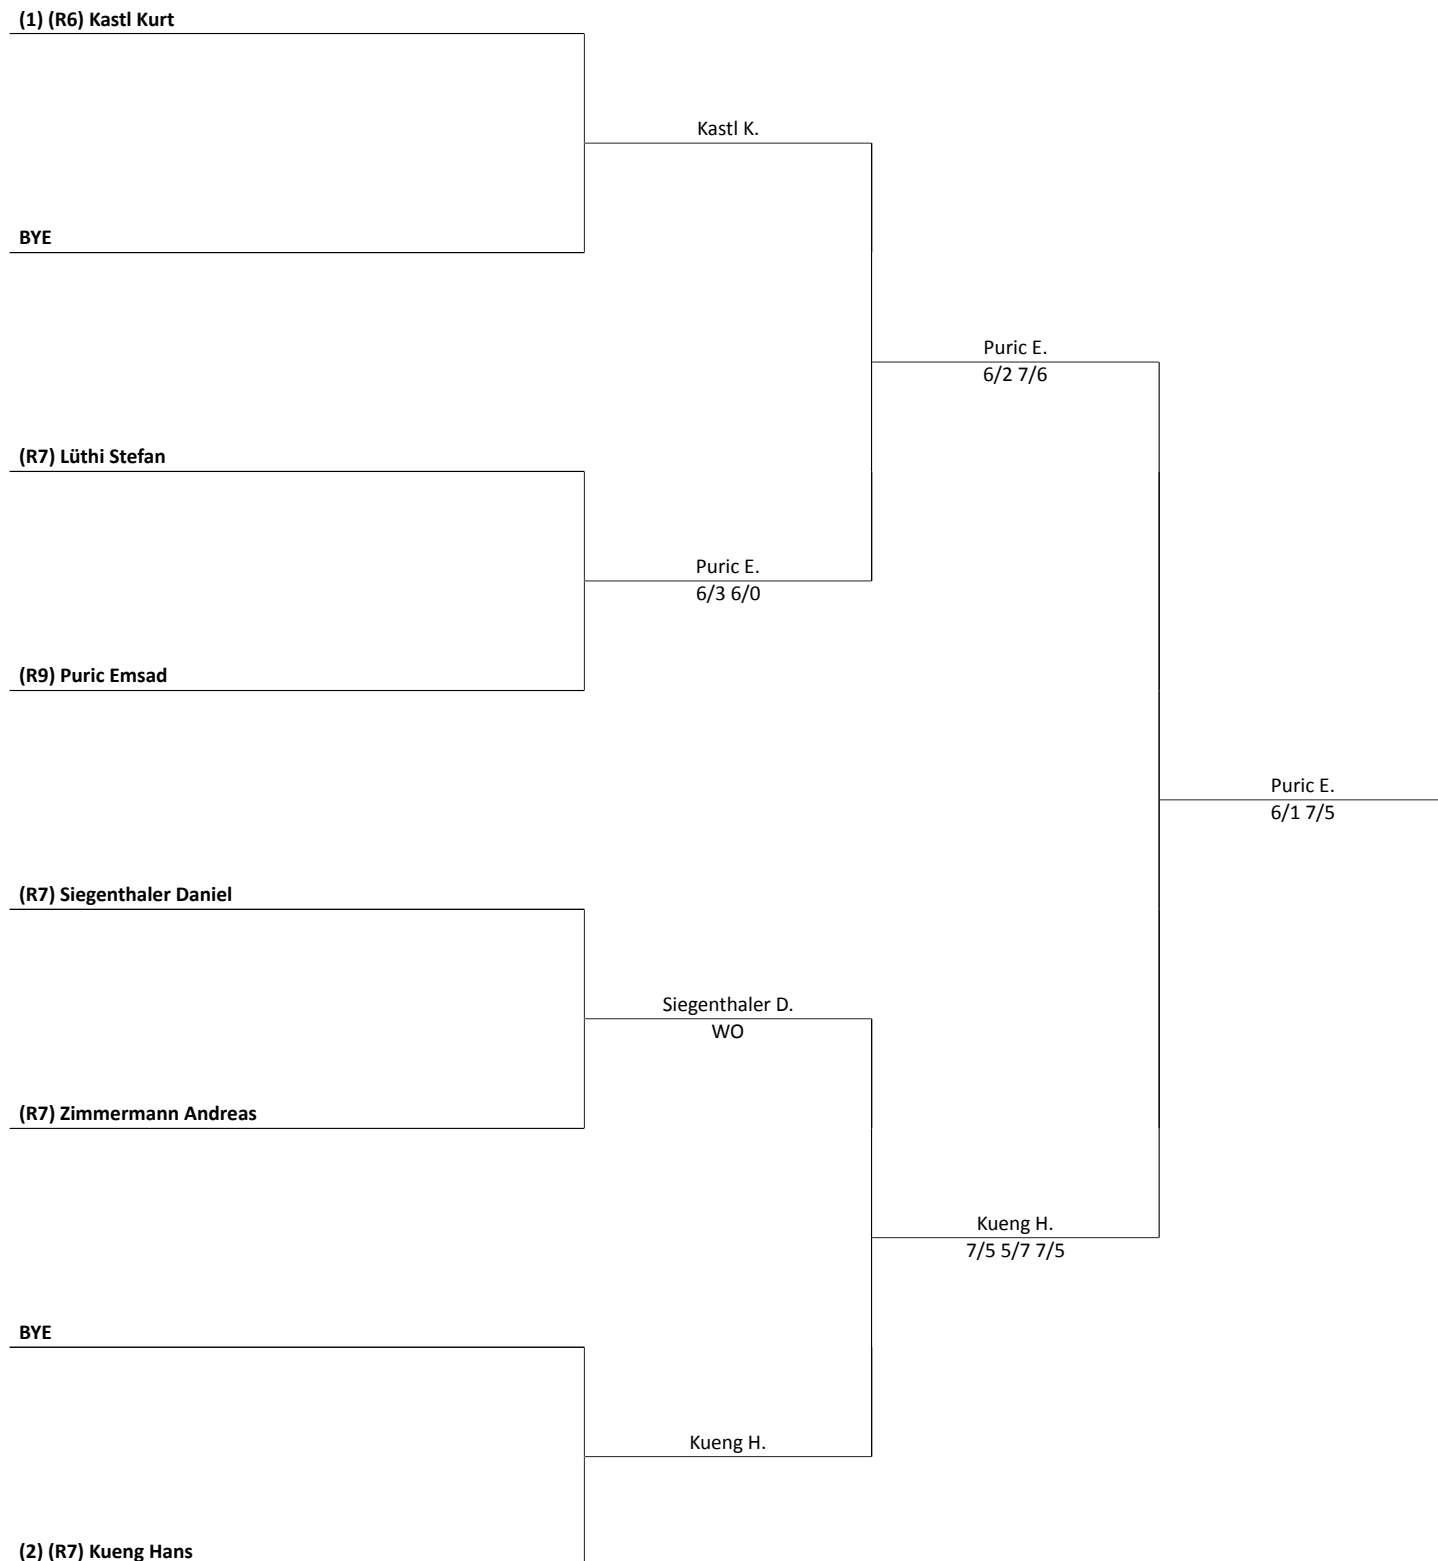 (1) (R6) Kastl Kurt
Kastl K.
BYE
Puric E.
6/2 7/6
(R7) Lüthi Stefan
Puric E.
6/3 6/0
(R9) Puric Emsad
Puric E.
6/1 7/5
(R7) Siegenthaler Daniel
Siegenthaler D.
WO
(R7) Zimmermann Andreas
Kueng H.
7/5 5/7 7/5
BYE
Kueng H.
(2) (R7) Kueng Hans